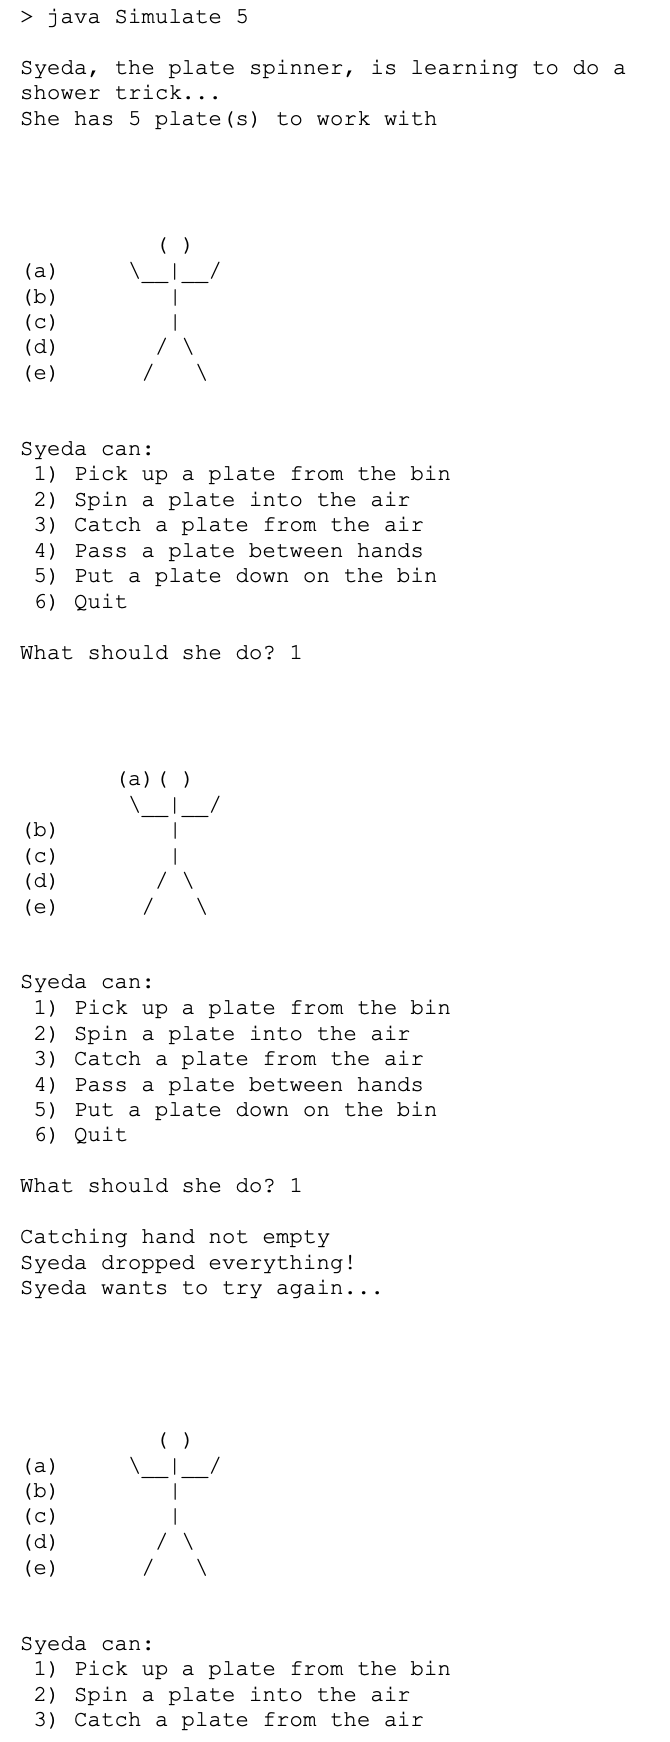 > java Simulate 5
Syeda, the plate spinner, is learning to do a
shower trick...
She has 5 plate(s) to work with
          ( )
(a)     \__|__/
(b)        |
(c)        |
(d)       / \
(e)      /   \
Syeda can:
 1) Pick up a plate from the bin
 2) Spin a plate into the air
 3) Catch a plate from the air
 4) Pass a plate between hands
 5) Put a plate down on the bin
 6) Quit
What should she do? 1
       (a)( )
        \__|__/
(b)        |
(c)        |
(d)       / \
(e)      /   \
Syeda can:
 1) Pick up a plate from the bin
 2) Spin a plate into the air
 3) Catch a plate from the air
 4) Pass a plate between hands
 5) Put a plate down on the bin
 6) Quit
What should she do? 1
Catching hand not empty
Syeda dropped everything!
Syeda wants to try again...
          ( )
(a)     \__|__/
(b)        |
(c)        |
(d)       / \
(e)      /   \
Syeda can:
 1) Pick up a plate from the bin
 2) Spin a plate into the air
 3) Catch a plate from the air